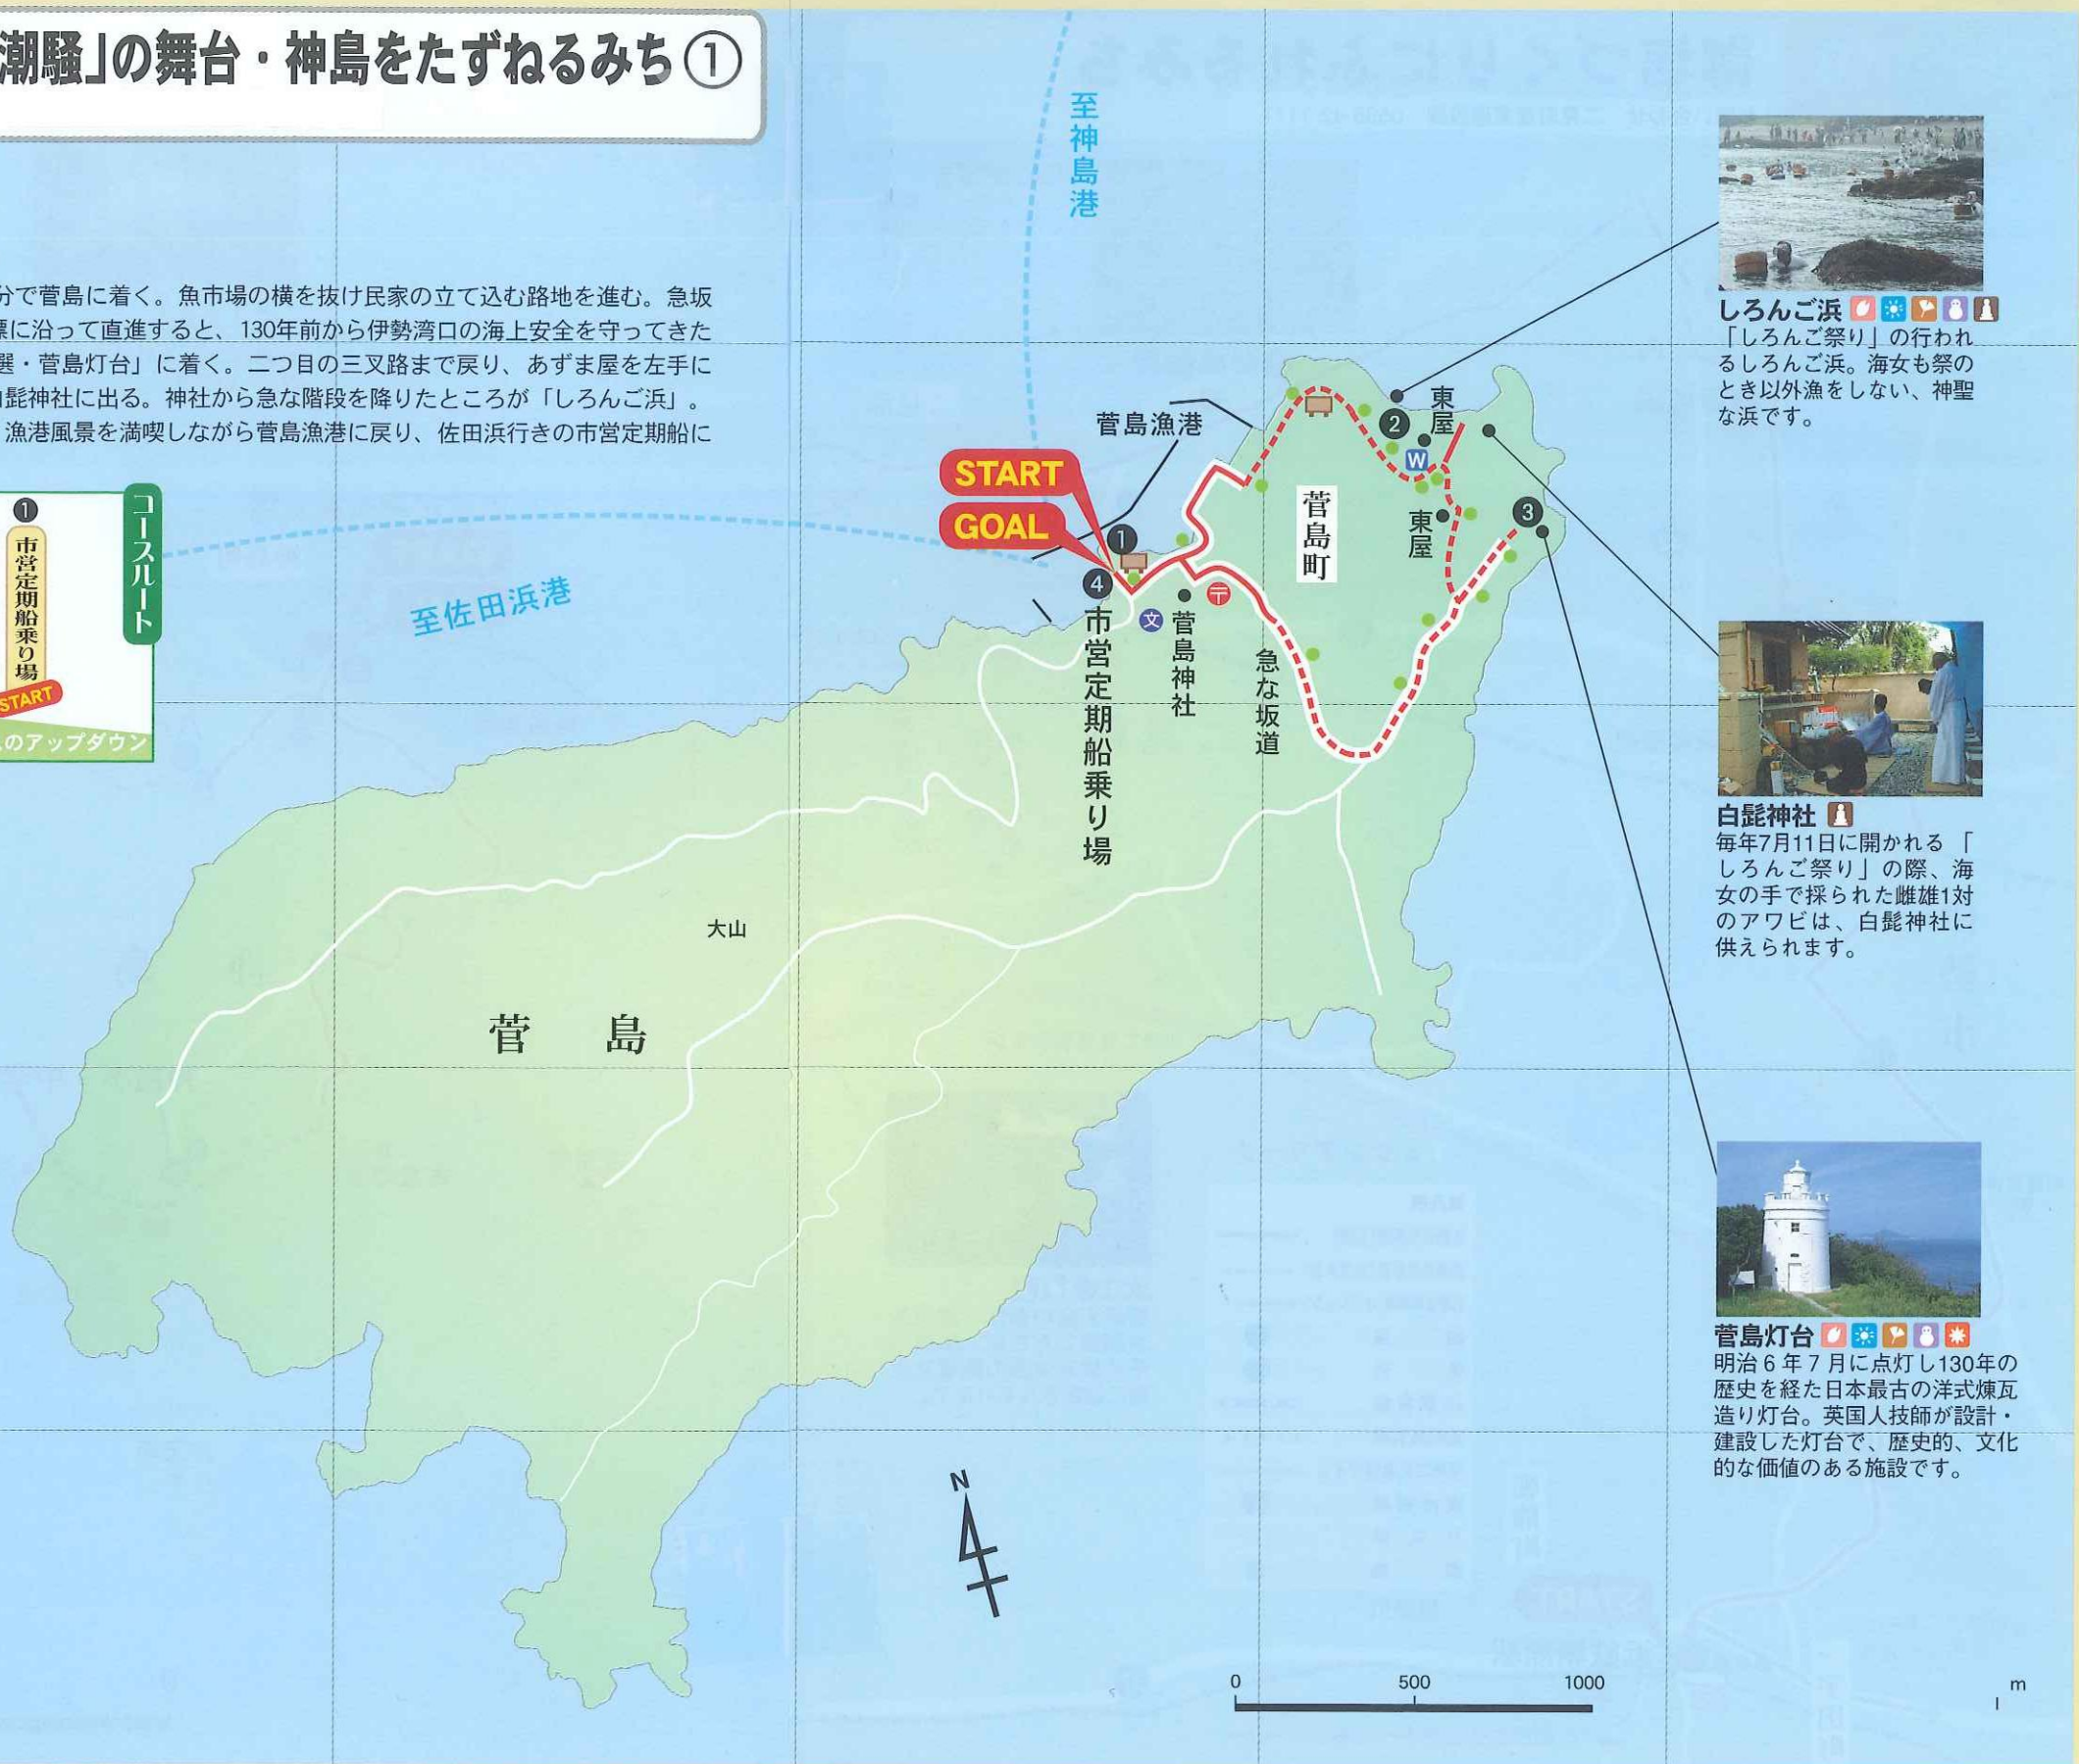 潮騒」の舞台・神島をたずねるみち①
分で菅島に着く。魚市場の横を抜け民家の立て込む路地を進む。急坂
に沿って直進すると、130年前から伊勢湾口の海上安全を守ってきた
選・菅島灯台」に着く。二つ目の三叉路まで戻り、あずま屋を左手に
白髭神社に出る。神社から急な階段を降りたところが「しろんご浜」。
漁港風景を満喫しながら菅島漁港に戻り、佐田浜行きの市営定期船に
コースルート
1
市営定期船乗り場
START
のアップダウン
至神島港
至佐田浜港
菅島漁港
START
GOAL
1
4
市営定期船乗り場
文
菅島神社
〒
急な坂道
菅島町
2
東屋
W
東屋
3
大山
菅島
しろんご浜
「しろんご祭り」の行われ
るしろんご浜。海女も祭の
とき以外漁をしない、神聖
な浜です。
白髭神社
毎年7月11日に開かれる「
しろんご祭り」の際、海
女の手で採られた雌雄1対
のアワビは、白髭神社に
供えられます。
菅島灯台
明治6年7月に点灯し130年の
歴史を経た日本最古の洋式煉瓦
造り灯台。英国人技師が設計・
建設した灯台で、歴史的、文化
的な価値のある施設です。
N
0 500 1000 m